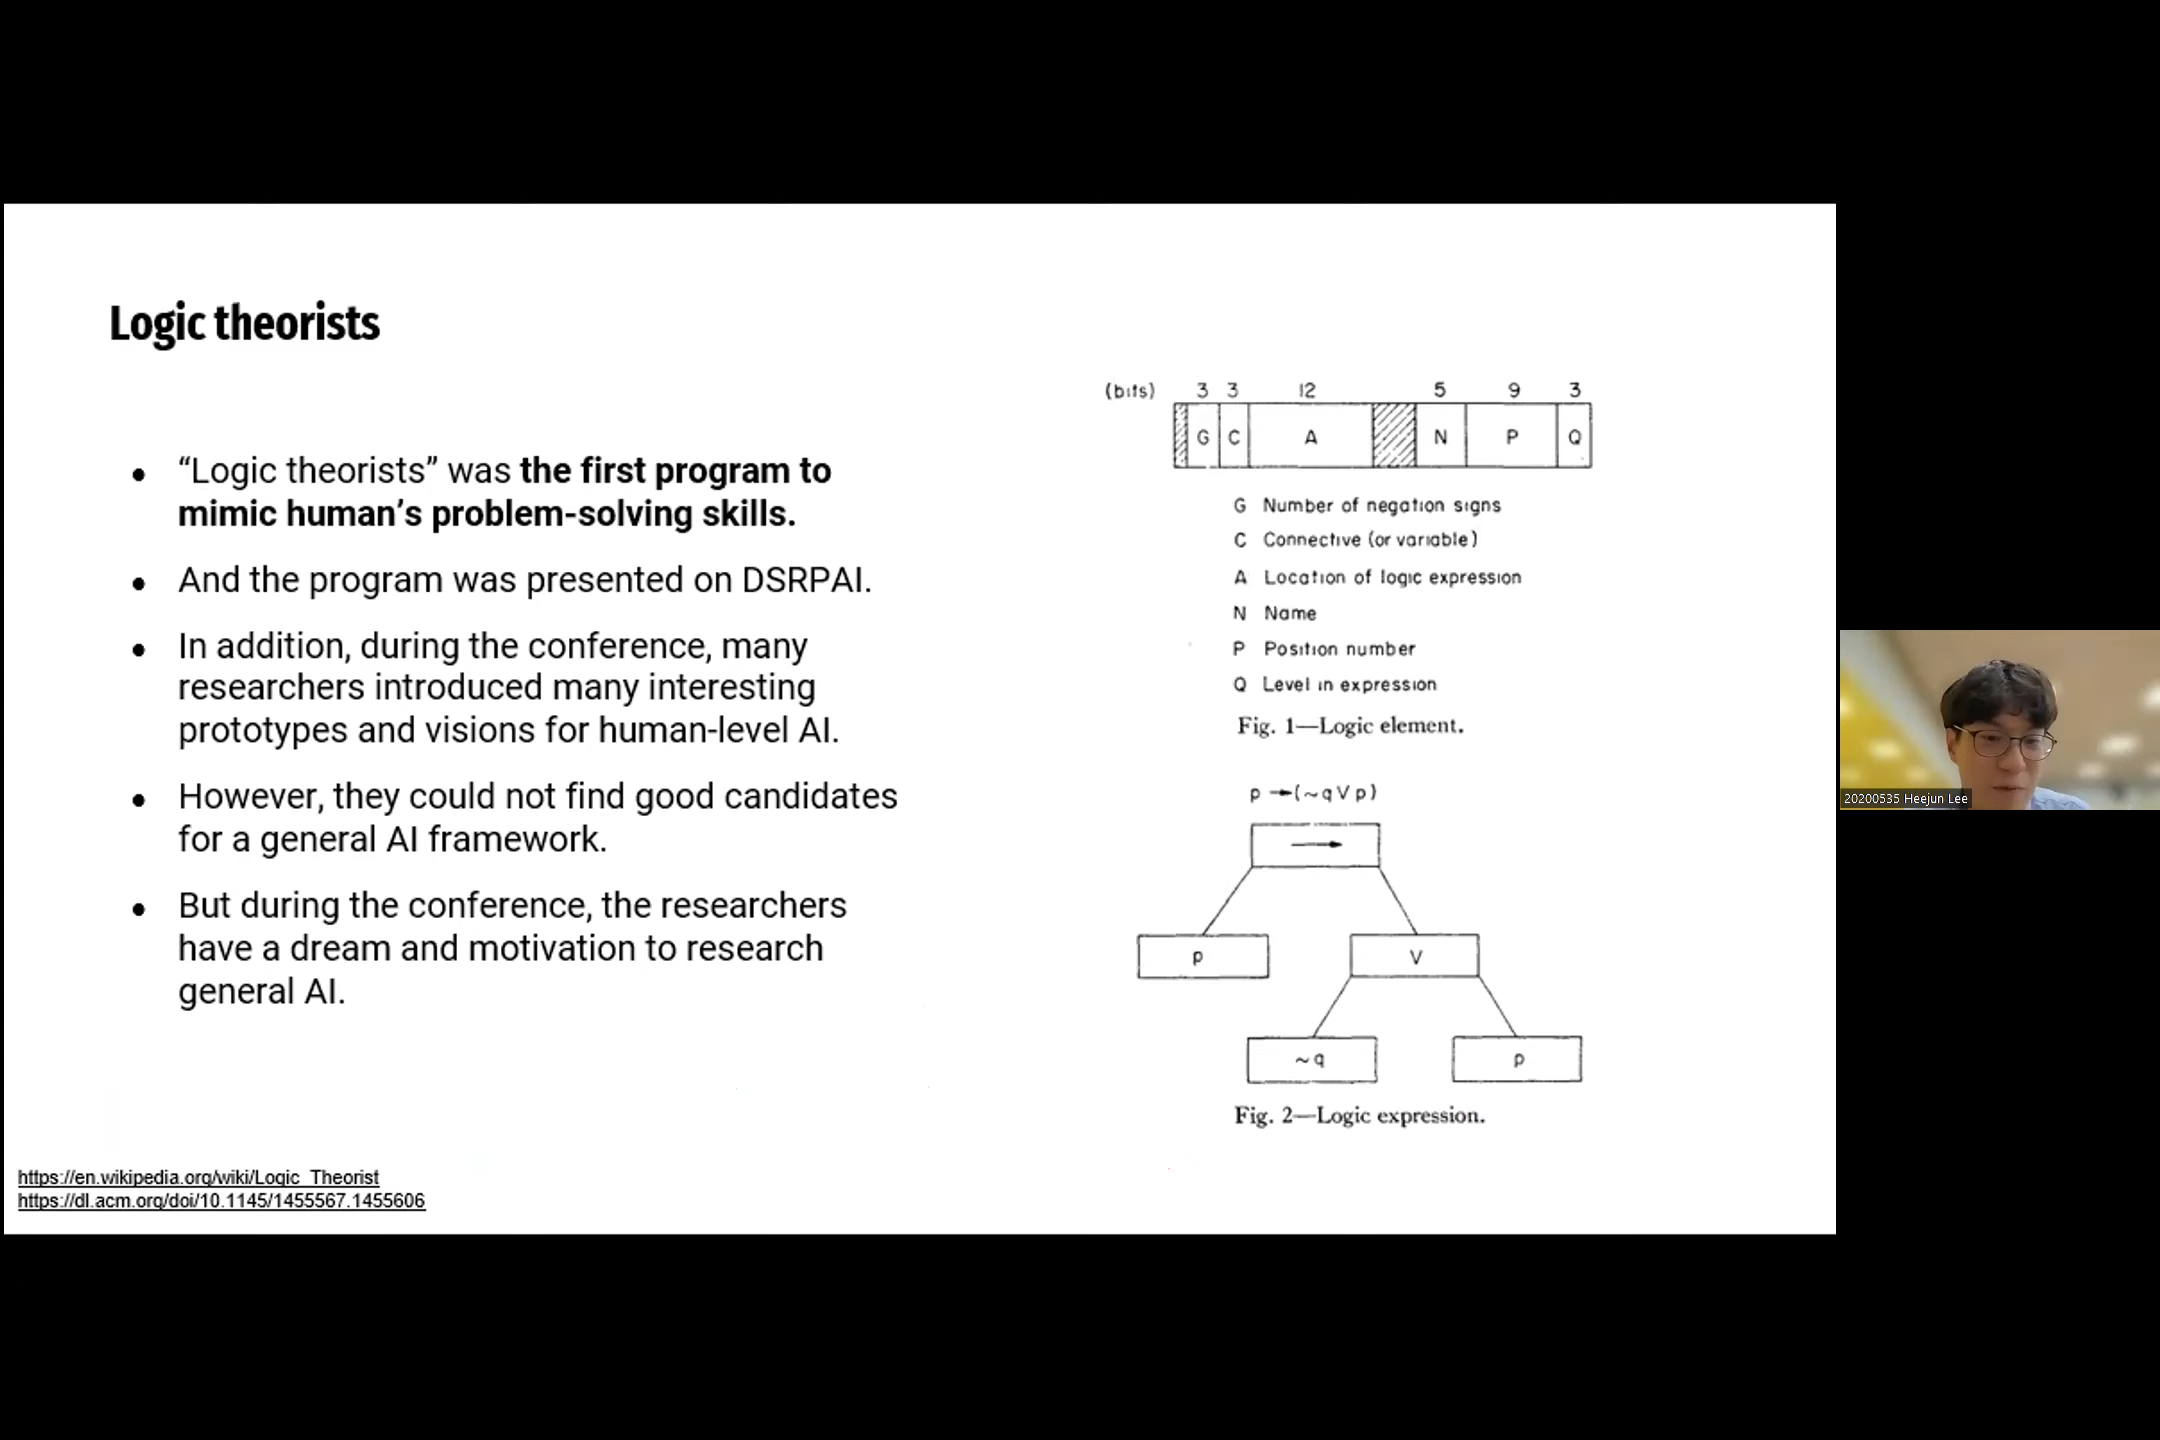 Logic theorists
“Logic theorists” was the first program to
mimic human’s problem-solving skills.
And the program was presented on DSRPAI.
In addition, during the conference, many
researchers introduced many interesting
prototypes and visions for human-level AI.
However, they could not find good candidates
for a general AI framework.
But during the conference, the researchers
have a dream and motivation to research
general AI.
https://en.wikipedia.org/wiki/Logic_Theorist
https://dl.acm.org/doi/10.1145/1455567.1455606
(bits) 3 3 12 5 9 3
G C A N P Q
G Number of negation signs
C Connective (or variable)
A Location of logic expression
N Name
P Position number
Q Level in expression
Fig. 1—Logic element.
p →(~q V p)
→
p V
~q p
Fig. 2—Logic expression.
20200535 Heejun Lee